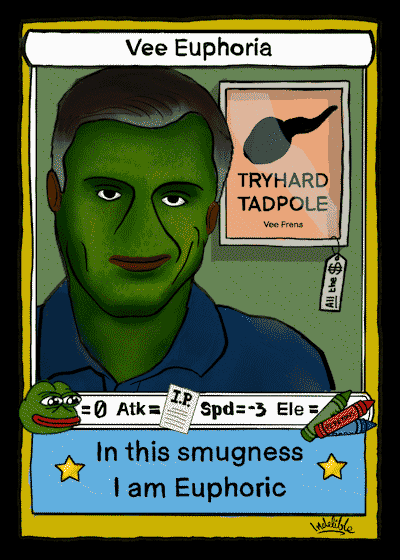 Vee Euphoria
TRYHARD
TADPOLE
Vee Frens
All the $
=0 Atk= I.P. Spd=-3 Ele=
In this smugness
I am Euphoric
Indelible